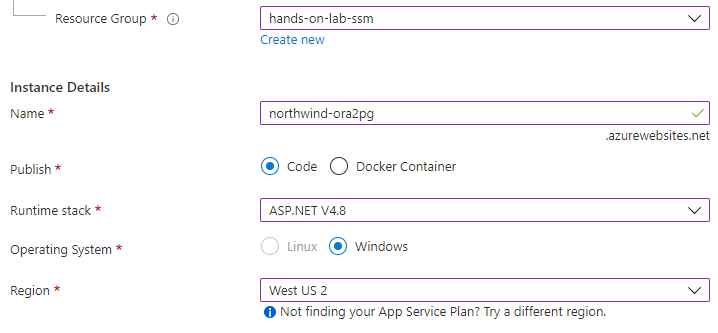 Resource Group *
hands-on-lab-ssm
Create new
Instance Details
Name *
northwind-ora2pg
.azurewebsites.net
Publish *
Code Docker Container
Runtime stack *
ASP.NET V4.8
Operating System *
Linux Windows
Region *
West US 2
Not finding your App Service Plan? Try a different region.